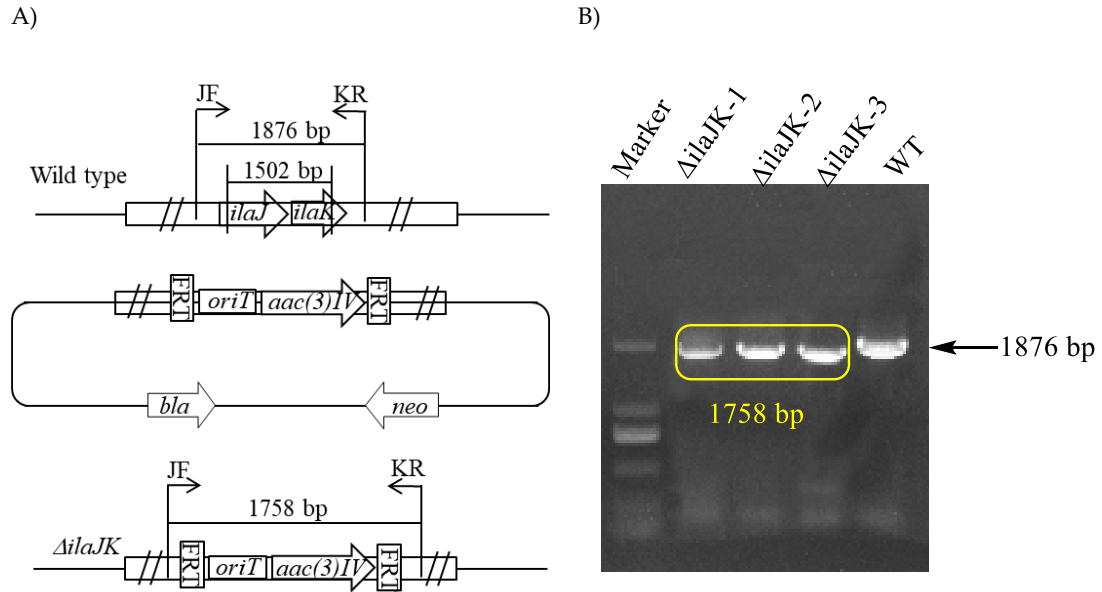 A)
JF
KR
1876 bp
1502 bp
Wild type
ilaJ
ilaK
FRT
oriT
aac(3)IV
FRT
bla
neo
JF
KR
1758 bp
ΔilaJK
FRT
oriT
aac(3)IV
FRT
B)
Marker
ΔilaJK-1
ΔilaJK-2
ΔilaJK-3
WT
1876 bp
1758 bp